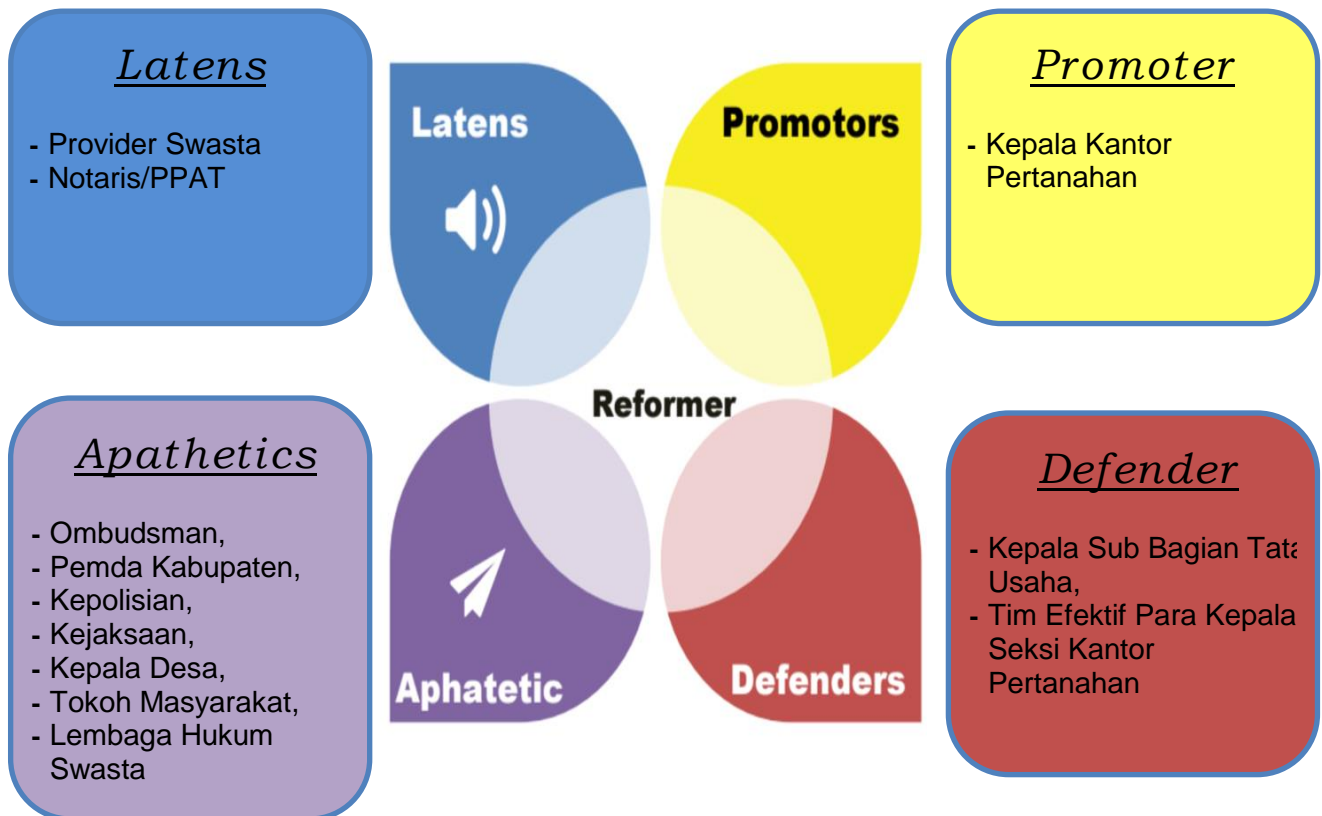 Latens
- Provider Swasta
- Notaris/PPAT
Latens
Promotors
Promoter
- Kepala Kantor
Pertanahan
Reformer
Apathetics
- Ombudsman,
- Pemda Kabupaten,
- Kepolisian,
- Kejaksaan,
- Kepala Desa,
- Tokoh Masyarakat,
- Lembaga Hukum
Swasta
Aphatetic
Defenders
Defender
- Kepala Sub Bagian Tata
Usaha,
- Tim Efektif Para Kepala
Seksi Kantor
Pertanahan